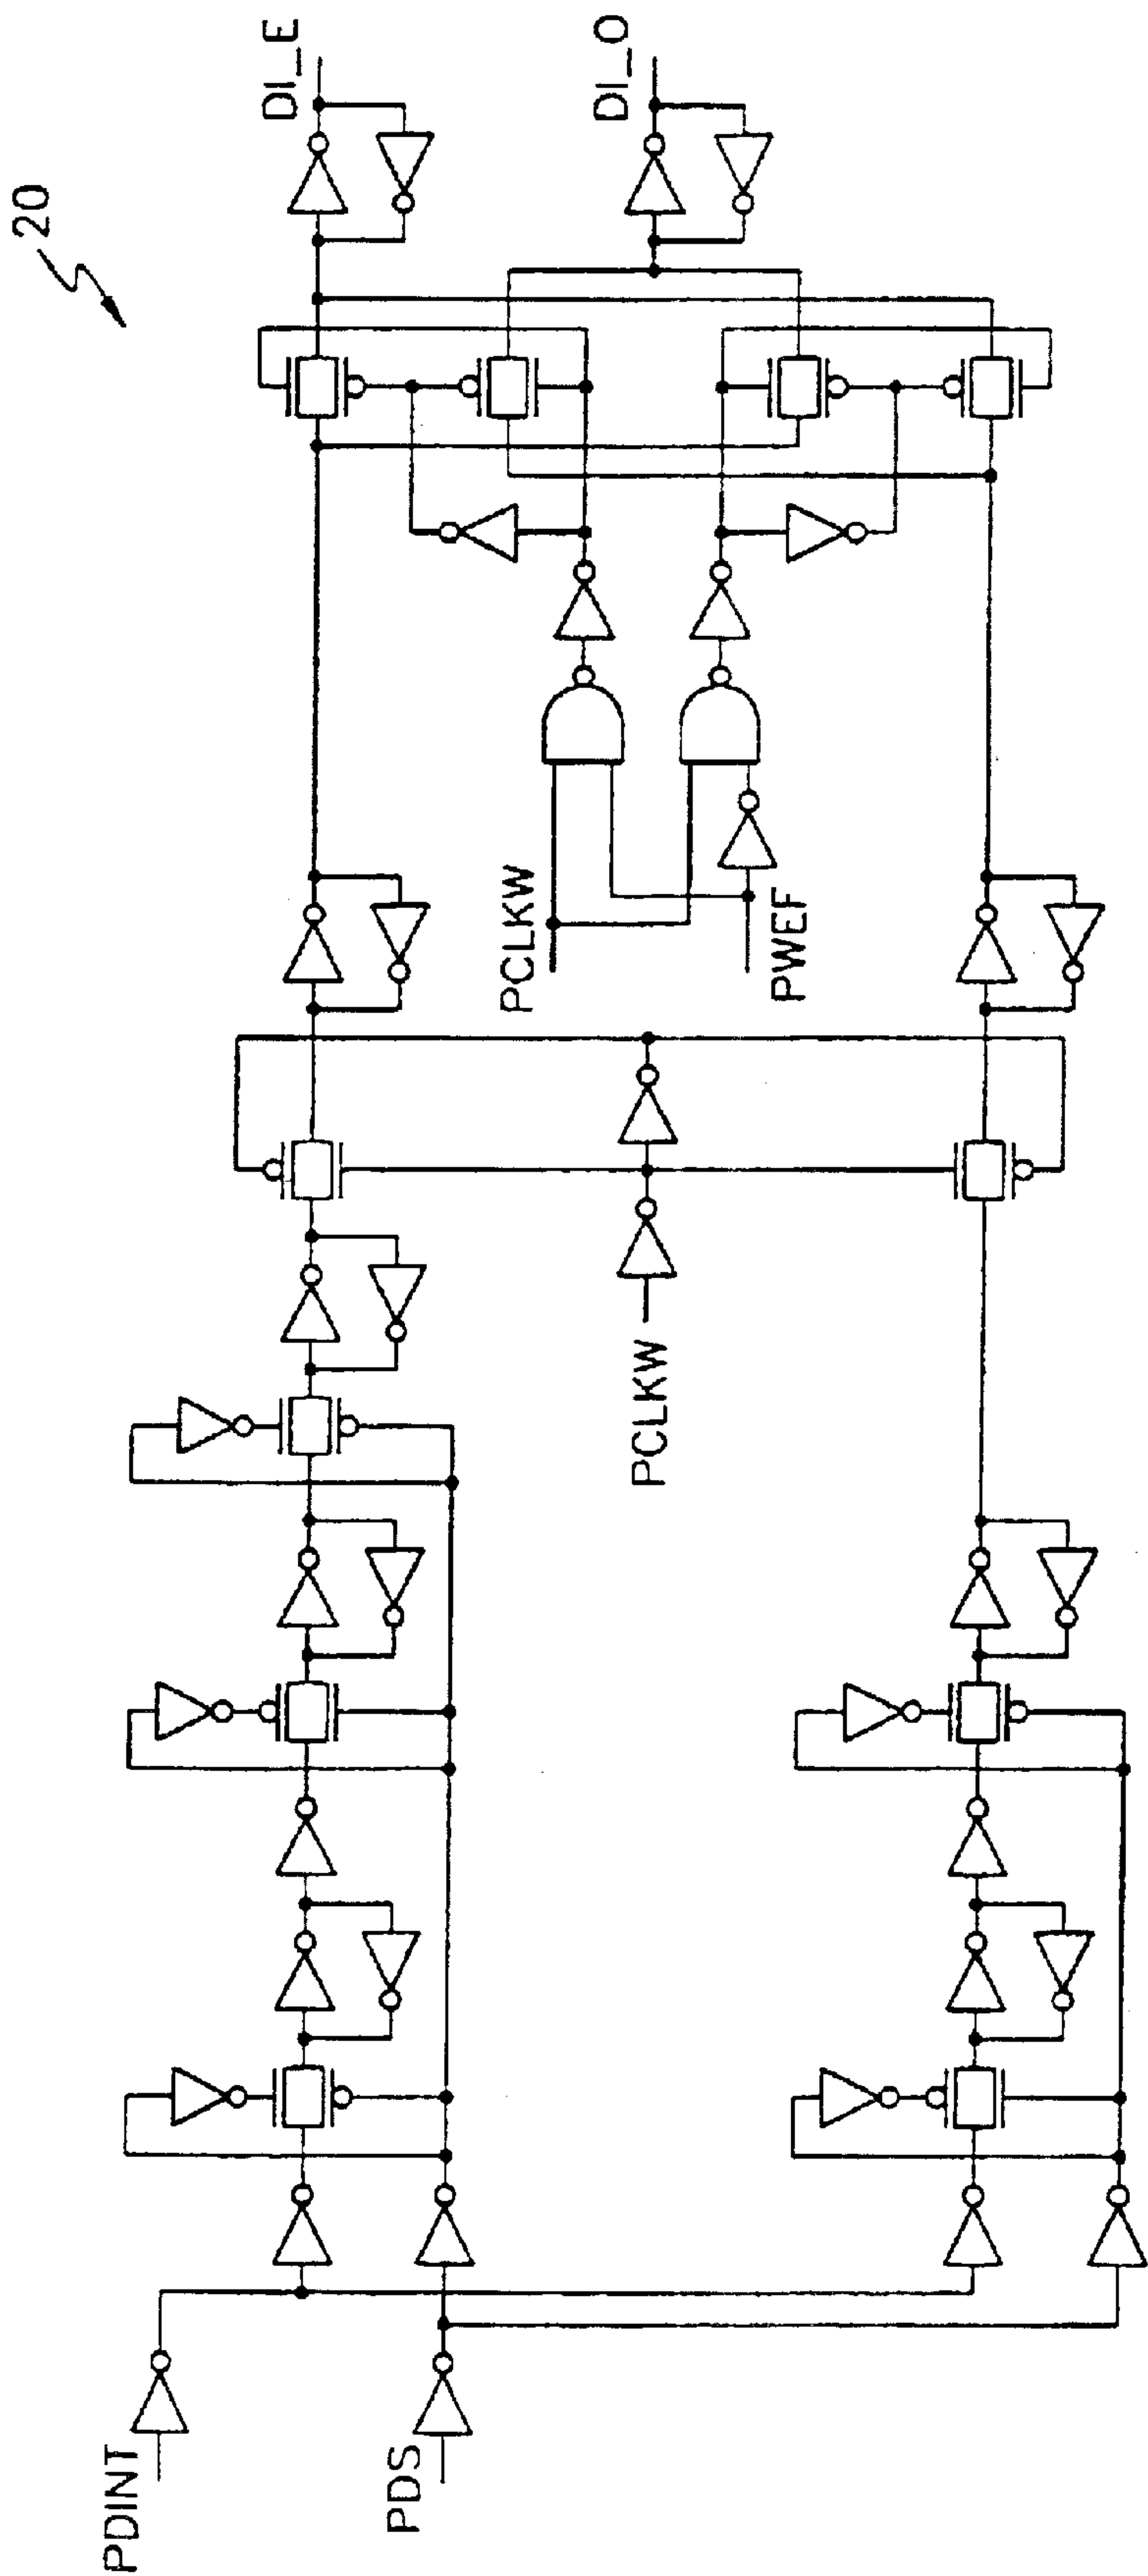 20
PDINT
PDS
PCLKW
PCLKW
PWEF
DI_E
DI_O